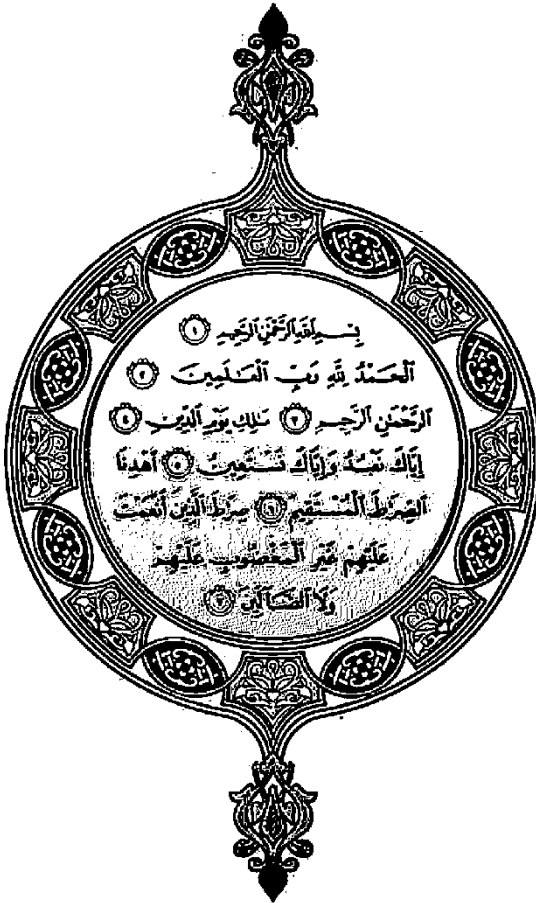 بِسْمِ ٱللَّهِ ٱلرَّحْمَٰنِ ٱلرَّحِيمِ ١
ٱلْحَمْدُ لِلَّهِ رَبِّ ٱلْعَٰلَمِينَ ٢
ٱلرَّحْمَٰنِ ٱلرَّحِيمِ ٣ مَٰلِكِ يَوْمِ ٱلدِّينِ ٤
إِيَّاكَ نَعْبُدُ وَإِيَّاكَ نَسْتَعِينُ ٥ ٱهْدِنَا
ٱلصِّرَٰطَ ٱلْمُسْتَقِيمَ ٦ صِرَٰطَ ٱلَّذِينَ أَنْعَمْتَ
عَلَيْهِمْ غَيْرِ ٱلْمَغْضُوبِ عَلَيْهِمْ
وَلَا ٱلضَّآلِّينَ ٧